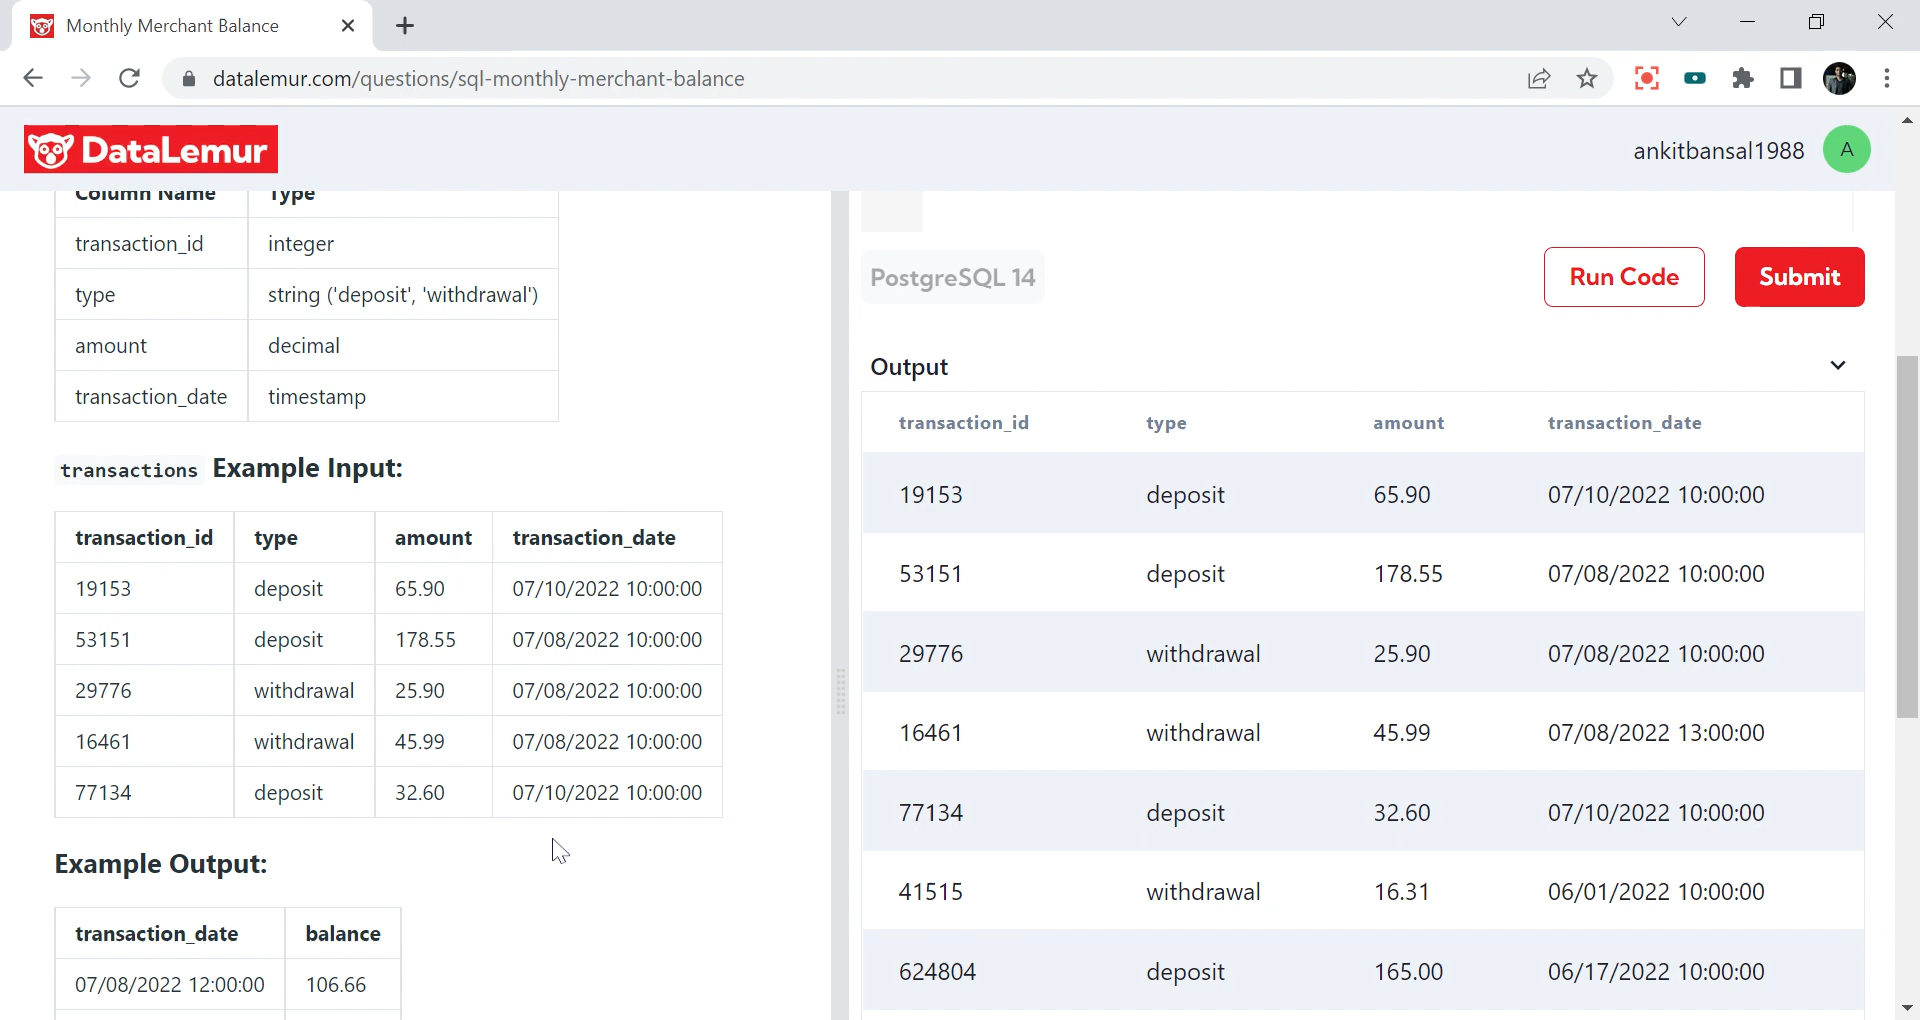 Monthly Merchant Balance
datalemur.com/questions/sql-monthly-merchant-balance
DataLemur
ankitbansal1988 A
Column Name Type
transaction_id integer
type string ('deposit', 'withdrawal')
amount decimal
transaction_date timestamp
transactions Example Input:
transaction_id type amount transaction_date
19153 deposit 65.90 07/10/2022 10:00:00
53151 deposit 178.55 07/08/2022 10:00:00
29776 withdrawal 25.90 07/08/2022 10:00:00
16461 withdrawal 45.99 07/08/2022 10:00:00
77134 deposit 32.60 07/10/2022 10:00:00
Example Output:
transaction_date balance
07/08/2022 12:00:00 106.66
PostgreSQL 14 Run Code Submit
Output
transaction_id type amount transaction_date
19153 deposit 65.90 07/10/2022 10:00:00
53151 deposit 178.55 07/08/2022 10:00:00
29776 withdrawal 25.90 07/08/2022 10:00:00
16461 withdrawal 45.99 07/08/2022 13:00:00
77134 deposit 32.60 07/10/2022 10:00:00
41515 withdrawal 16.31 06/01/2022 10:00:00
624804 deposit 165.00 06/17/2022 10:00:00